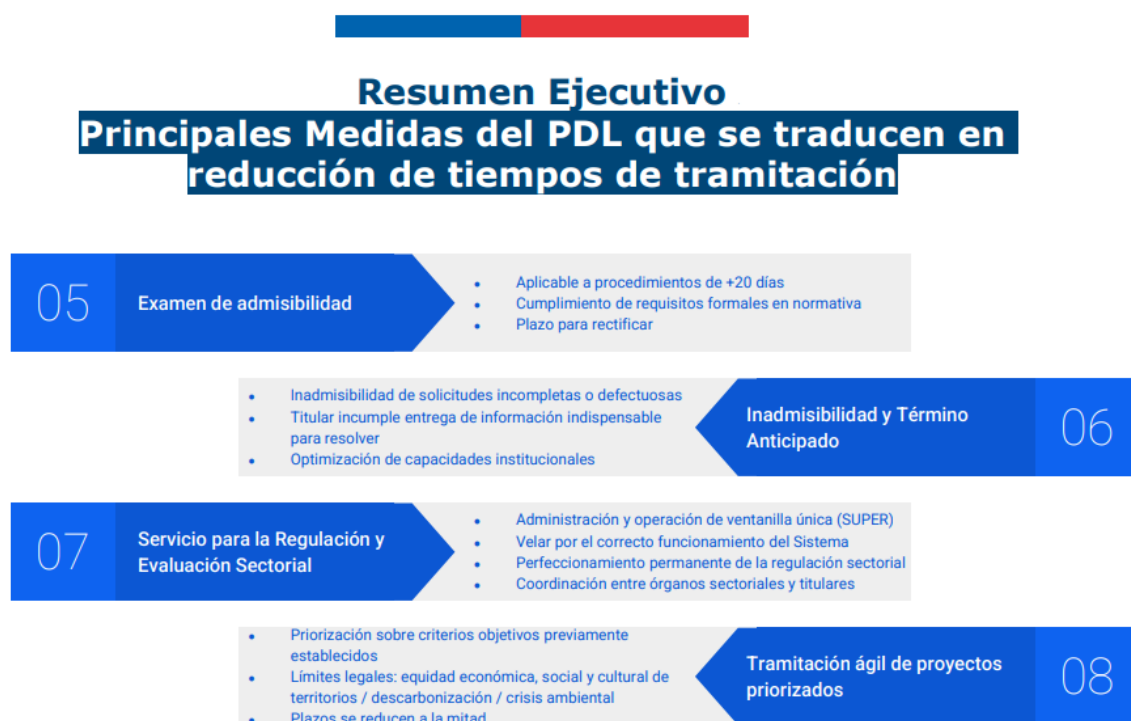 Resumen Ejecutivo
Principales Medidas del PDL que se traducen en
reducción de tiempos de tramitación
05
Examen de admisibilidad
• Aplicable a procedimientos de +20 días
• Cumplimiento de requisitos formales en normativa
• Plazo para rectificar
• Inadmisibilidad de solicitudes incompletas o defectuosas
• Titular incumple entrega de información indispensable
para resolver
• Optimización de capacidades institucionales
Inadmisibilidad y Término
Anticipado
06
07
Servicio para la Regulación y
Evaluación Sectorial
• Administración y operación de ventanilla única (SUPER)
• Velar por el correcto funcionamiento del Sistema
• Perfeccionamiento permanente de la regulación sectorial
• Coordinación entre órganos sectoriales y titulares
• Priorización sobre criterios objetivos previamente
establecidos
• Límites legales: equidad económica, social y cultural de
territorios / descarbonización / crisis ambiental
• Plazos se reducen a la mitad
Tramitación ágil de proyectos
priorizados
08